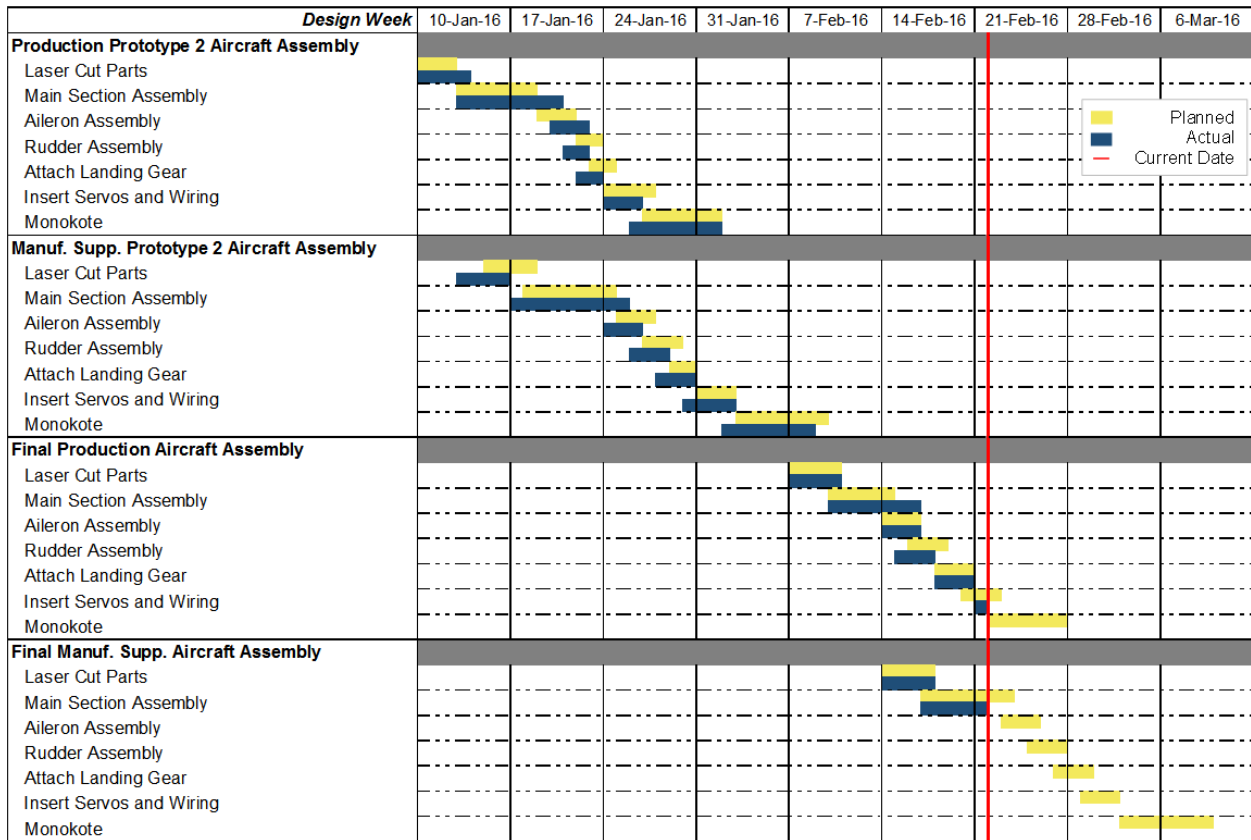 Design Week 10-Jan-16 17-Jan-16 24-Jan-16 31-Jan-16 7-Feb-16 14-Feb-16 21-Feb-16 28-Feb-16 6-Mar-16
Production Prototype 2 Aircraft Assembly
Laser Cut Parts
Main Section Assembly
Aileron Assembly
Rudder Assembly
Attach Landing Gear
Insert Servos and Wiring
Monokote
Planned
Actual
Current Date
Manuf. Supp. Prototype 2 Aircraft Assembly
Laser Cut Parts
Main Section Assembly
Aileron Assembly
Rudder Assembly
Attach Landing Gear
Insert Servos and Wiring
Monokote
Final Production Aircraft Assembly
Laser Cut Parts
Main Section Assembly
Aileron Assembly
Rudder Assembly
Attach Landing Gear
Insert Servos and Wiring
Monokote
Final Manuf. Supp. Aircraft Assembly
Laser Cut Parts
Main Section Assembly
Aileron Assembly
Rudder Assembly
Attach Landing Gear
Insert Servos and Wiring
Monokote